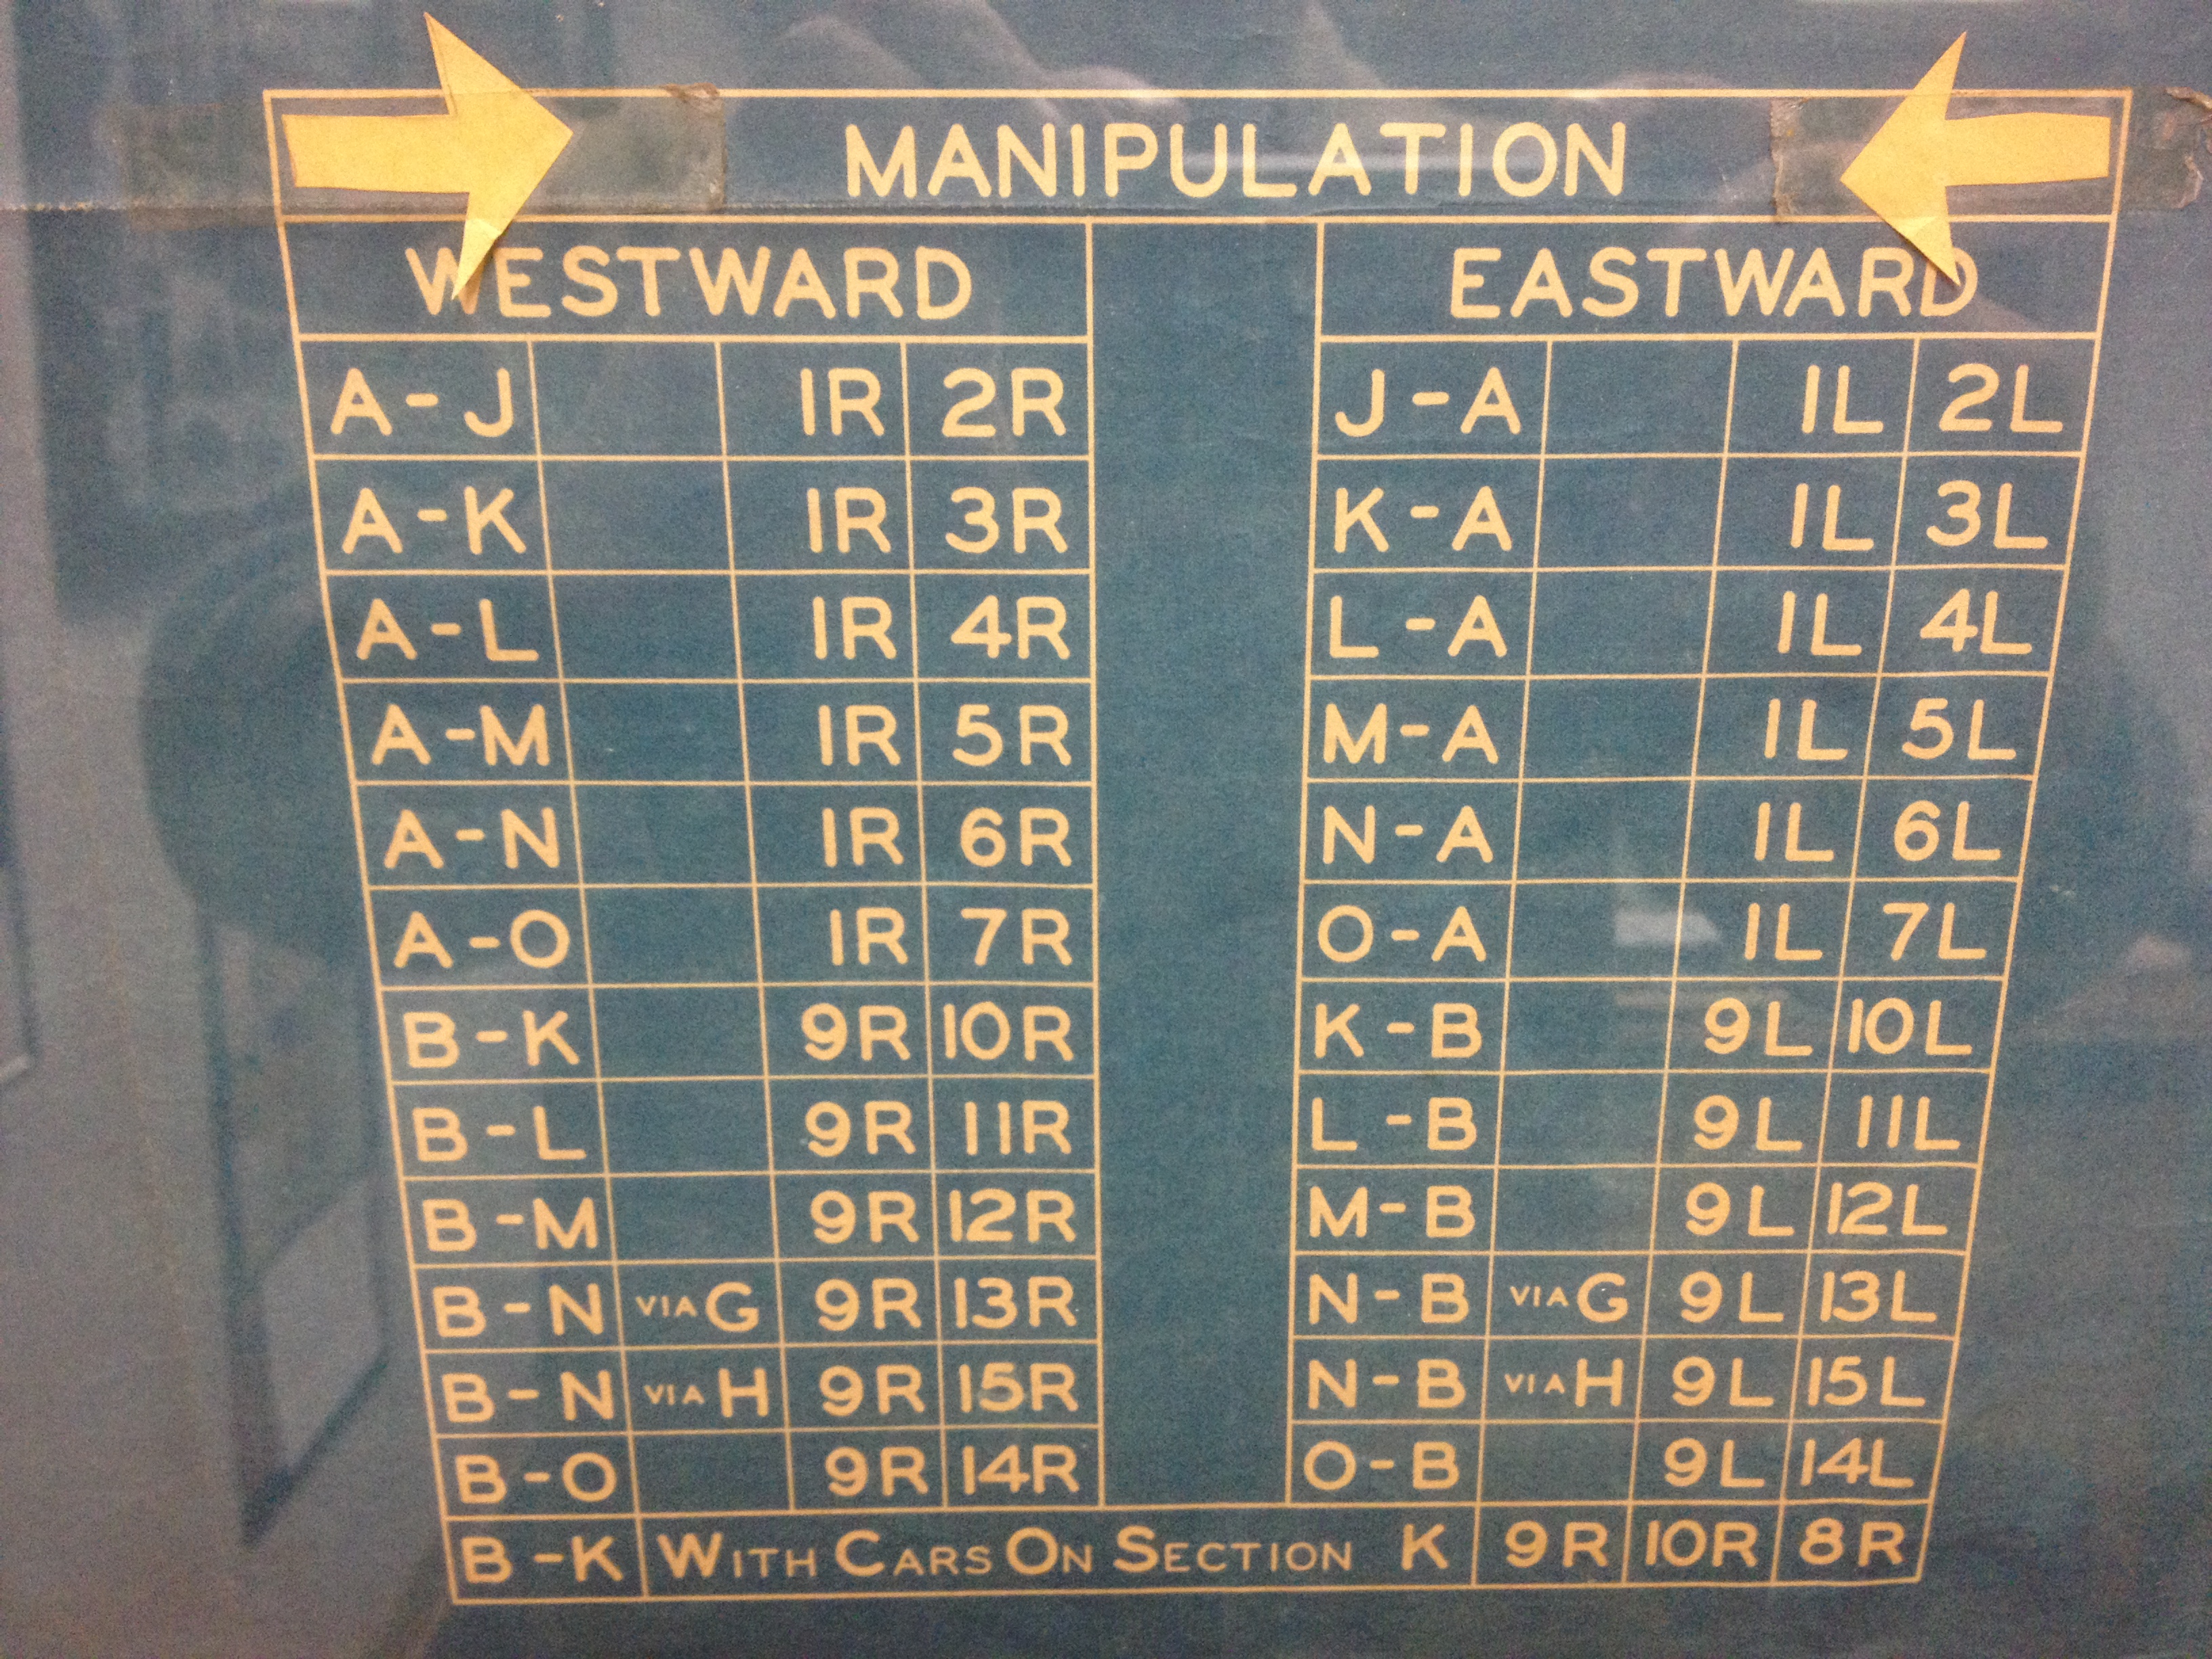 MANIPULATION
WESTWARD EASTWARD
A-J 1R 2R J-A 1L 2L
A-K 1R 3R K-A 1L 3L
A-L 1R 4R L-A 1L 4L
A-M 1R 5R M-A 1L 5L
A-N 1R 6R N-A 1L 6L
A-O 1R 7R O-A 1L 7L
B-K 9R 10R K-B 9L 10L
B-L 9R 11R L-B 9L 11L
B-M 9R 12R M-B 9L 12L
B-N VIA G 9R 13R N-B VIA G 9L 13L
B-N VIA H 9R 15R N-B VIA H 9L 15L
B-O 9R 14R O-B 9L 14L
B-K WITH CARS ON SECTION K 9R 10R 8R